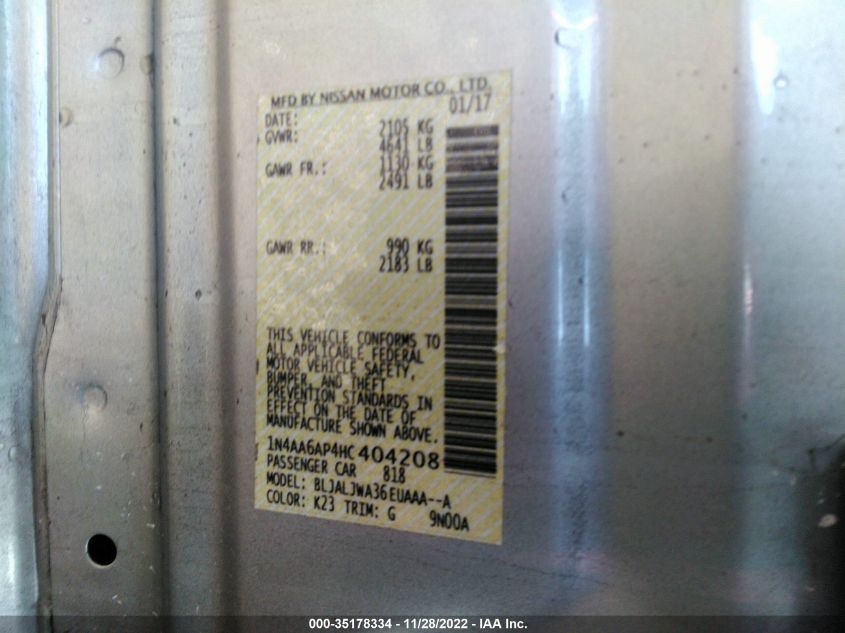 MFD BY NISSAN MOTOR CO., LTD.
DATE: 01/17
GVWR: 2105 KG
4641 LB
GAWR FR.: 1130 KG
2491 LB
GAWR RR.: 990 KG
2183 LB
THIS VEHICLE CONFORMS TO
ALL APPLICABLE FEDERAL
MOTOR VEHICLE SAFETY,
BUMPER, AND THEFT
PREVENTION STANDARDS IN
EFFECT ON THE DATE OF
MANUFACTURE SHOWN ABOVE.
1N4AA6AP4HC404208
PASSENGER CAR 818
MODEL: BLJALJWA36EUAAA--A
COLOR: K23 TRIM: G 9N00A
000-35178334 - 11/28/2022 - IAA Inc.